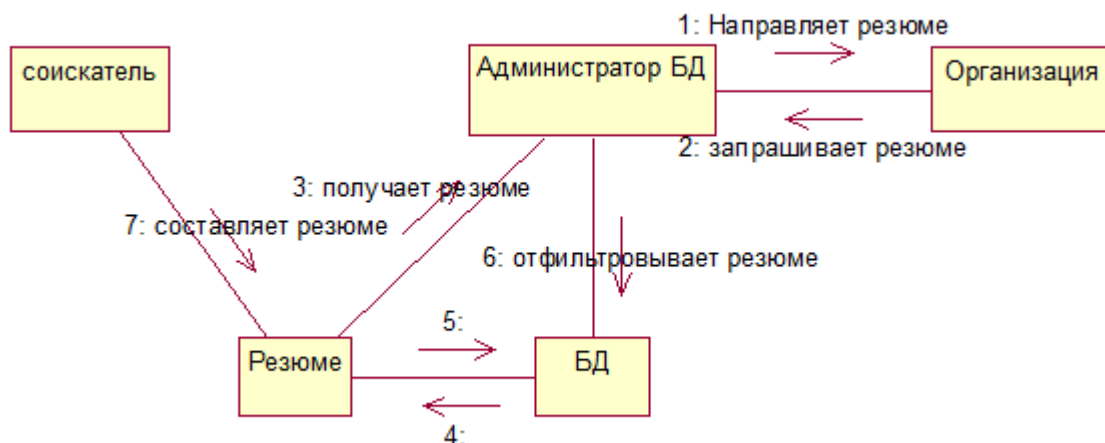 1: Направляет резюме
соискатель
Администратор БД
Организация
2: запрашивает резюме
3: получает резюме
7: составляет резюме
6: отфильтровывает резюме
5:
Резюме
БД
4: